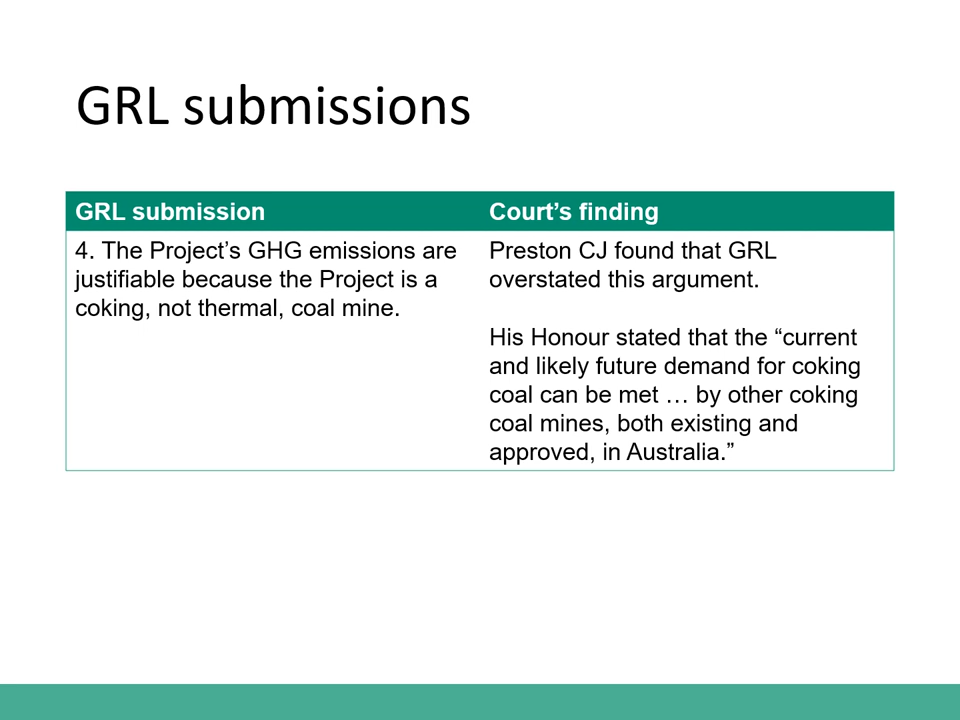 GRL submissions
GRL submission
Court’s finding
4. The Project’s GHG emissions are
justifiable because the Project is a
coking, not thermal, coal mine.
Preston CJ found that GRL
overstated this argument.
His Honour stated that the “current
and likely future demand for coking
coal can be met … by other coking
coal mines, both existing and
approved, in Australia.”